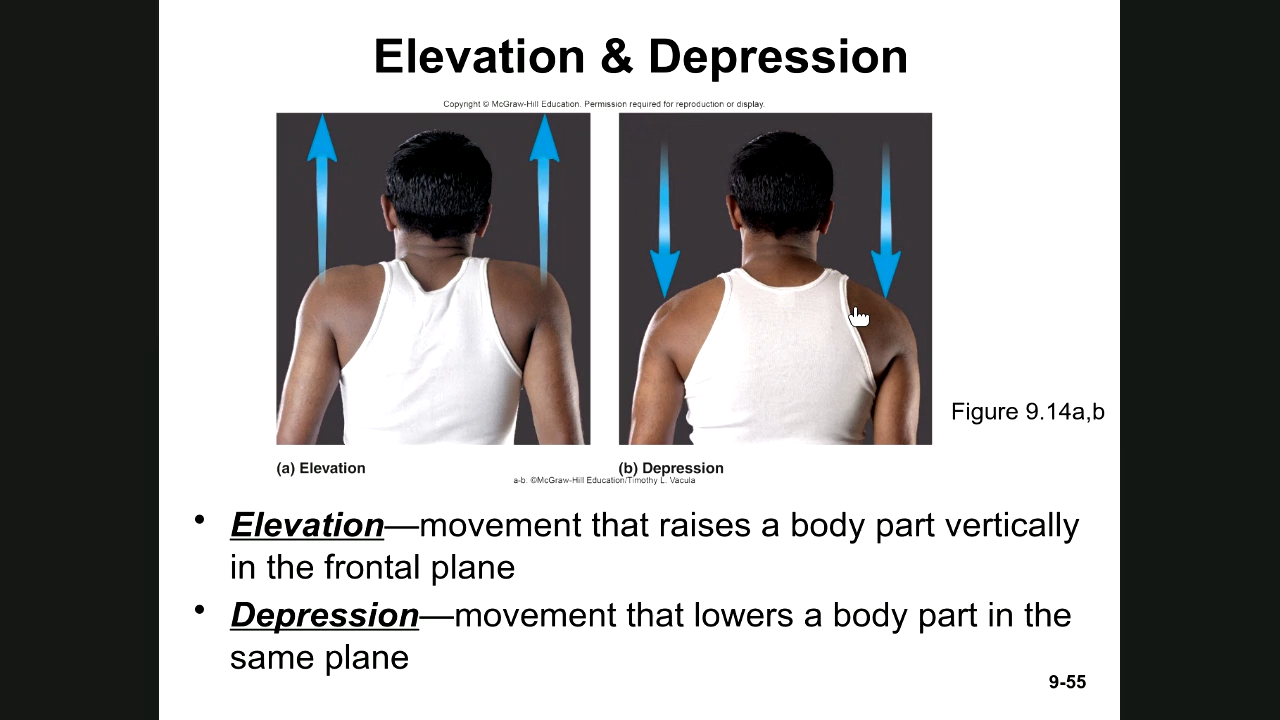 Elevation & Depression
Copyright © McGraw-Hill Education. Permission required for reproduction or display.
Figure 9.14a,b
(a) Elevation
(b) Depression
a-b. ©McGraw-Hill Education/Timothy L. Vacula
• Elevation—movement that raises a body part vertically
in the frontal plane
• Depression—movement that lowers a body part in the
same plane
9-55